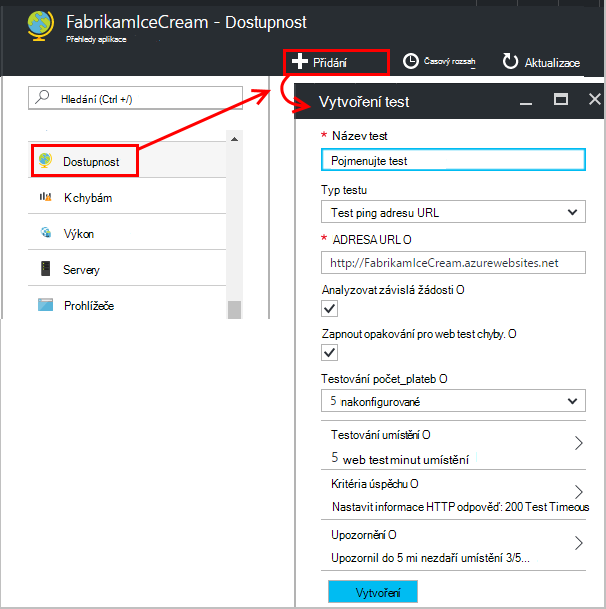 FabrikamIceCream - Dostupnost
Přehledy aplikace
Přidání
Časový rozsah
Aktualizace
Hledání (Ctrl +/)
Dostupnost
K chybám
Výkon
Servery
Prohlížeče
Vytvoření test
* Název test
Pojmenujte test
Typ testu
Test ping adresu URL
* ADRESA URL O
http://FabrikamIceCream.azurewebsites.net
Analyzovat závislá žádosti O
Zapnout opakování pro web test chyby. O
Testování počet_plateb O
5 nakonfigurované
Testování umístění O
5 web test minut umístění
Kritéria úspěchu O
Nastavit informace HTTP odpověď: 200 Test Timeous
Upozornění O
Upozornil do 5 mi nezdaří umístění 3/5...
Vytvoření